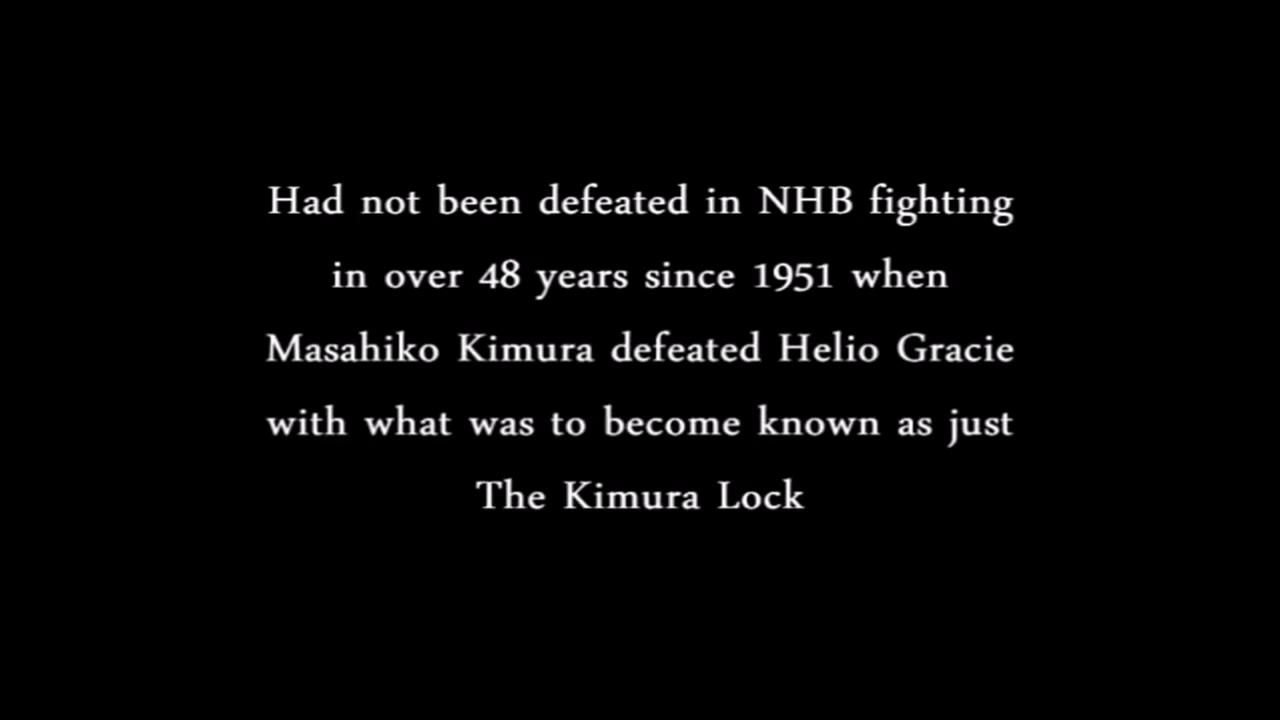 Had not been defeated in NHB fighting
in over 48 years since 1951 when
Masahiko Kimura defeated Helio Gracie
with what was to become known as just
The Kimura Lock